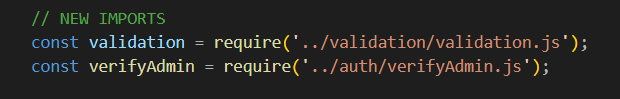 // NEW IMPORTS
const validation = require('../validation/validation.js');
const verifyAdmin = require('../auth/verifyAdmin.js');